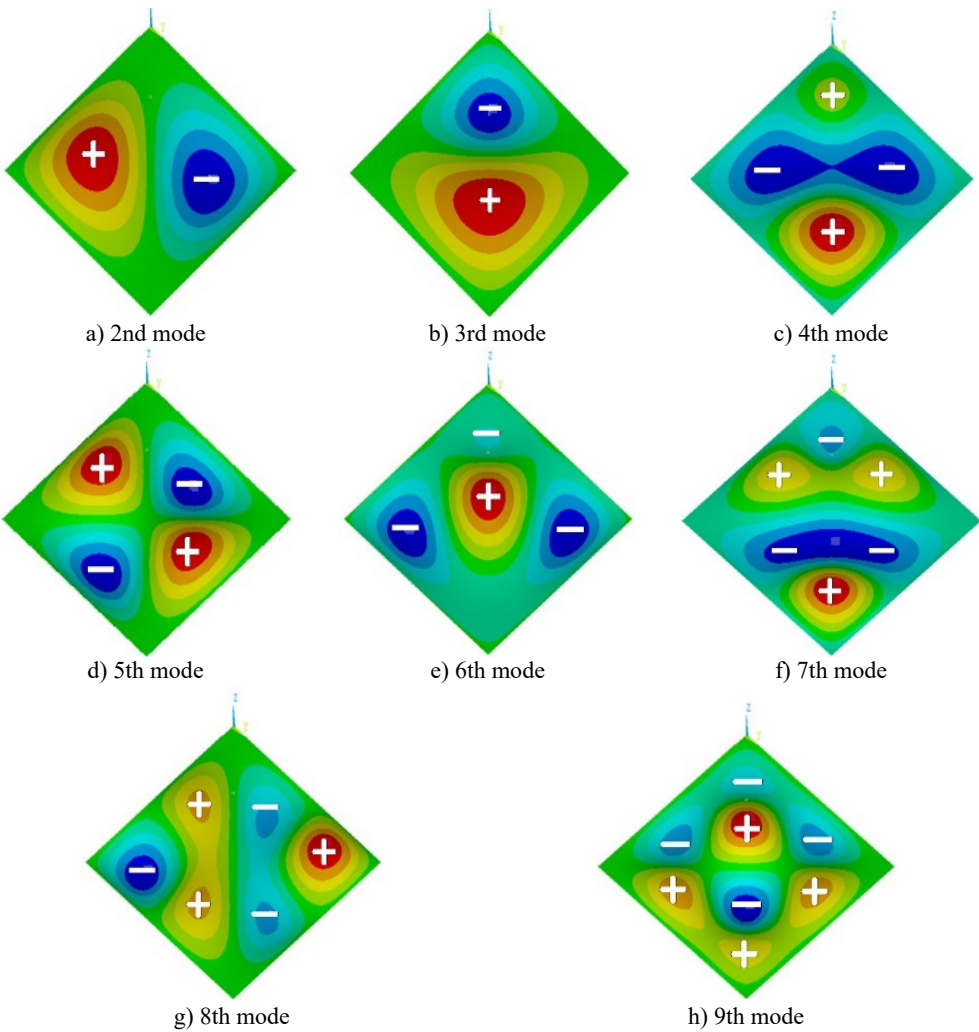 Z
Y
Z
Y
Z
Y
+
−
−
+
+
−
−
+
a) 2nd mode
b) 3rd mode
c) 4th mode
Z
Y
Z
Y
Z
Y
+
−
−
+
−
+
−
−
−
+
+
−
−
+
d) 5th mode
e) 6th mode
f) 7th mode
Z
Y
Z
Y
+
−
−
+
+
−
−
+
−
−
+
+
−
+
+
g) 8th mode
h) 9th mode